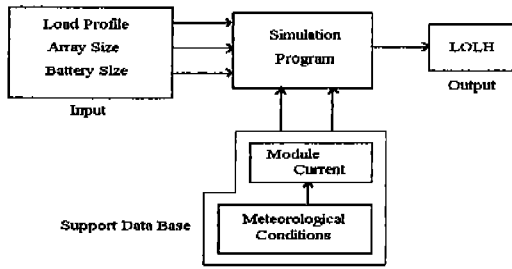 Load Profile
Array Size
Battery Size
Input
Simulation
Program
LOLH
Output
Module
Current
Support Data Base
Meteorological
Conditions